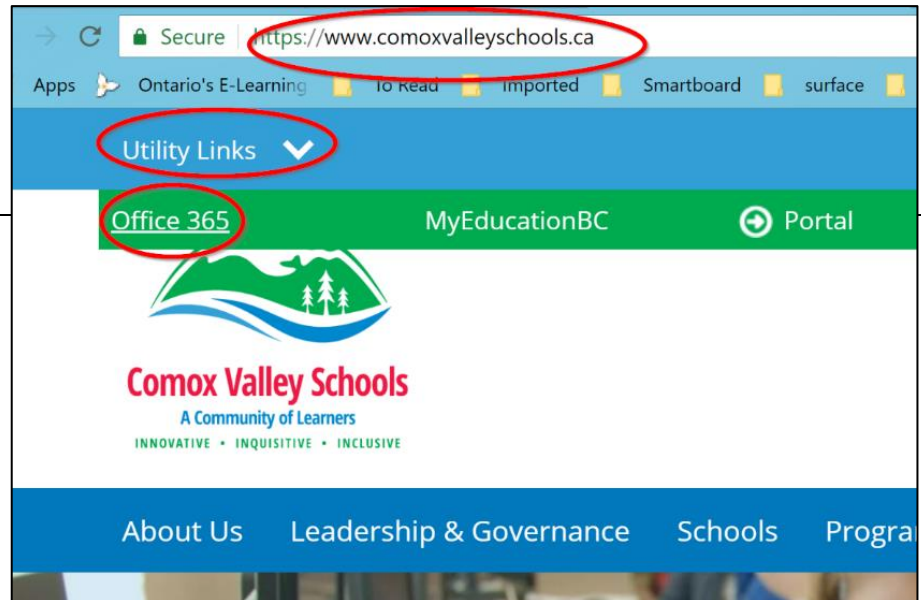 Secure https://www.comoxvalleyschools.ca
Apps Ontario's E-Learning To Read Imported Smartboard surface
Utility Links
Office 365 MyEducationBC Portal
Comox Valley Schools
A Community of Learners
INNOVATIVE • INQUISITIVE • INCLUSIVE
About Us Leadership & Governance Schools